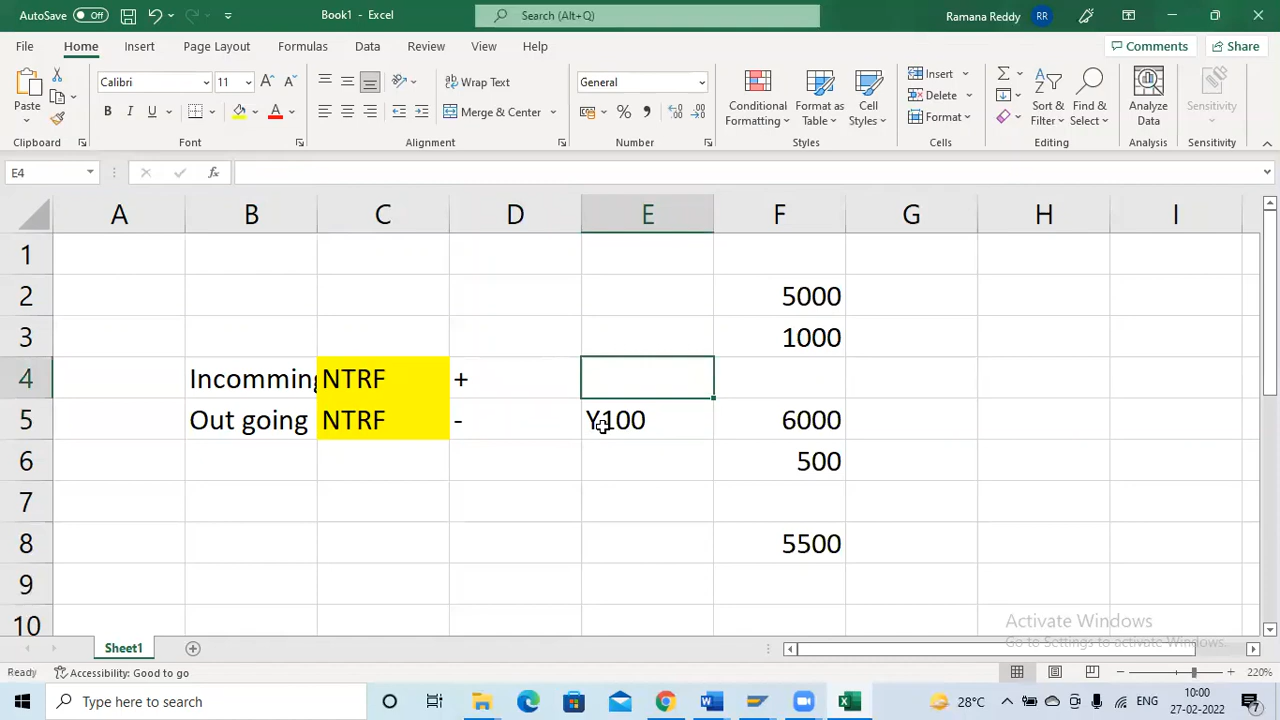 AutoSave Off Book1 - Excel Search (Alt+Q) Ramana Reddy RR
File Home Insert Page Layout Formulas Data Review View Help Comments Share
Paste Calibri 11 Wrap Text General Conditional Formatting Format as Table Cell Styles Insert Delete Format Sort & Filter Find & Select Analyze Data Sensitivity
B I U A Merge & Center
Clipboard Font Alignment Number Styles Cells Editing Analysis Sensitivity
E4 fx
A B C D E F G H I
1
2 5000
3 1000
4 Incomming NTRF +
5 Out going NTRF - Y100 6000
6 500
7
8 5500
9
10
Activate Windows
Go to Settings to activate Windows.
Sheet1
Ready Accessibility: Good to go 220%
Type here to search 28°C ENG 10:00 27-02-2022 7